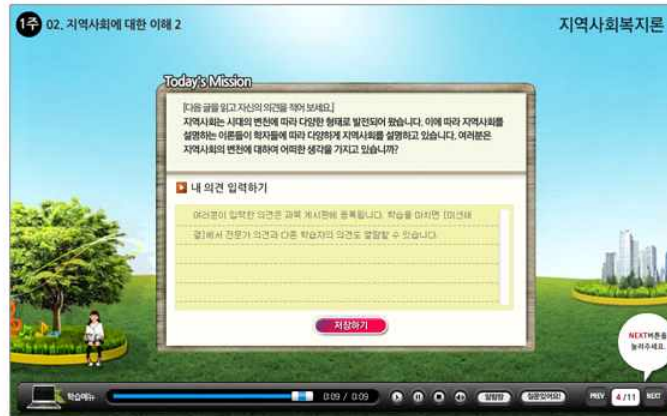 1주 02. 지역사회에 대한 이해 2
지역사회복지론
Today's Mission
[다음 글을 읽고 자신의 의견을 적어 보세요.]
지역사회는 시대의 변천에 따라 다양한 형태로 발전되어 왔습니다. 이에 따라 지역사회를
설명하는 이론들이 학자들에 따라 다양하게 지역사회를 설명하고 있습니다. 여러분은
지역사회의 변천에 대하여 어떠한 생각을 가지고 있습니까?
내 의견 입력하기
여러분이 입력한 의견은 과목 게시판에 등록됩니다. 학습을 마치면 [미션해
결]에서 전문가 의견과 다른 학습자의 의견도 열람할 수 있습니다.
저장하기
NEXT버튼을
눌러주세요.
학습메뉴
0:09 / 0:09
말랑방
질문있어요!
PREV 4 /11 NEXT